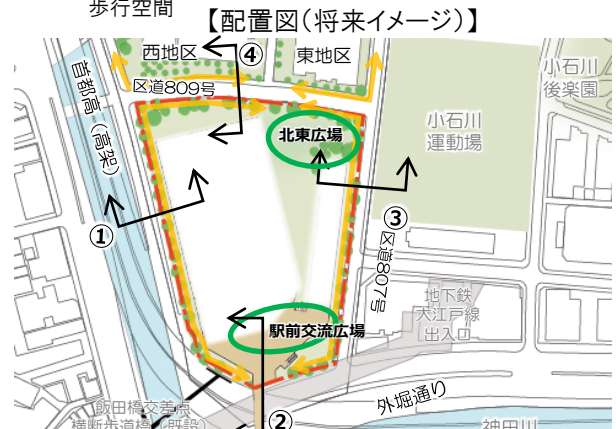 歩行空間
【配置図(将来イメージ)】
西地区
④
東地区
区道809号
首都高(高架)
小石川
後楽園
北東広場
小石川
運動場
①
③
区道807号
地下鉄
大江戸線
出入口
駅前交流広場
外堀通り
飯田橋交差点
横断歩道橋(既設)
②
神田川